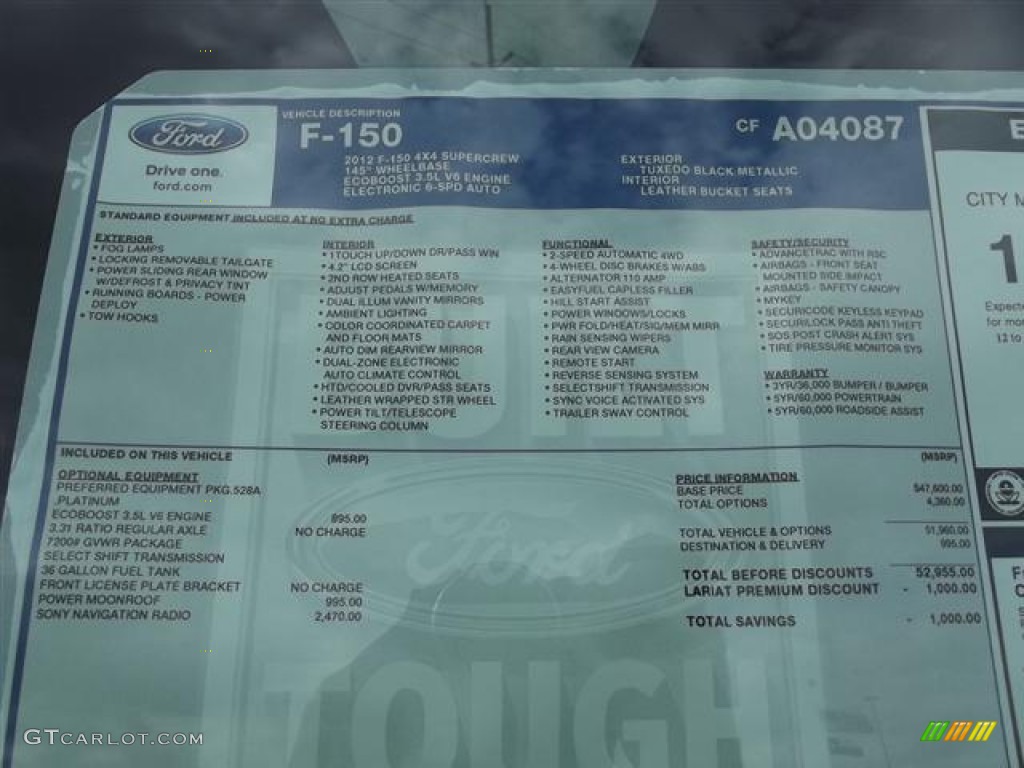 Ford
Drive one.
ford.com
VEHICLE DESCRIPTION
F-150
2012 F-150 4X4 SUPERCREW
145" WHEELBASE
ECOBOOST 3.5L V6 ENGINE
ELECTRONIC 6-SPD AUTO
CF A04087
EXTERIOR
TUXEDO BLACK METALLIC
INTERIOR
LEATHER BUCKET SEATS
STANDARD EQUIPMENT INCLUDED AT NO EXTRA CHARGE
EXTERIOR
• FOG LAMPS
• LOCKING REMOVABLE TAILGATE
• POWER SLIDING REAR WINDOW
W/DEFROST & PRIVACY TINT
• RUNNING BOARDS - POWER
DEPLOY
• TOW HOOKS
INTERIOR
• 1TOUCH UP/DOWN DR/PASS WIN
• 4.2" LCD SCREEN
• 2ND ROW HEATED SEATS
• ADJUST PEDALS W/MEMORY
• DUAL ILLUM VANITY MIRRORS
• AMBIENT LIGHTING
• COLOR COORDINATED CARPET
AND FLOOR MATS
• AUTO DIM REARVIEW MIRROR
• DUAL-ZONE ELECTRONIC
AUTO CLIMATE CONTROL
• HTD/COOLED DVR/PASS SEATS
• LEATHER WRAPPED STR WHEEL
• POWER TILT/TELESCOPE
STEERING COLUMN
FUNCTIONAL
• 2-SPEED AUTOMATIC 4WD
• 4-WHEEL DISC BRAKES W/ABS
• ALTERNATOR 110 AMP
• EASYFUEL CAPLESS FILLER
• HILL START ASSIST
• POWER WINDOWS/LOCKS
• PWR FOLD/HEAT/SIG/MEM MIRR
• RAIN SENSING WIPERS
• REAR VIEW CAMERA
• REMOTE START
• REVERSE SENSING SYSTEM
• SELECTSHIFT TRANSMISSION
• SYNC VOICE ACTIVATED SYS
• TRAILER SWAY CONTROL
SAFETY/SECURITY
• ADVANCETRAC WITH RSC
• AIRBAGS - FRONT SEAT
MOUNTED SIDE IMPACT
• AIRBAGS - SAFETY CANOPY
• MYKEY
• SECURICODE KEYLESS KEYPAD
• SECURILOCK PASS ANTI THEFT
• SOS POST CRASH ALERT SYS
• TIRE PRESSURE MONITOR SYS
WARRANTY
• 3YR/36,000 BUMPER / BUMPER
• 5YR/60,000 POWERTRAIN
• 5YR/60,000 ROADSIDE ASSIST
INCLUDED ON THIS VEHICLE (MSRP)
OPTIONAL EQUIPMENT
PREFERRED EQUIPMENT PKG.528A
.PLATINUM
ECOBOOST 3.5L V6 ENGINE 895.00
3.31 RATIO REGULAR AXLE NO CHARGE
7200# GVWR PACKAGE
SELECT SHIFT TRANSMISSION
36 GALLON FUEL TANK
FRONT LICENSE PLATE BRACKET NO CHARGE
POWER MOONROOF 995.00
SONY NAVIGATION RADIO 2,470.00
(MSRP)
PRICE INFORMATION
BASE PRICE $47,600.00
TOTAL OPTIONS 4,360.00
TOTAL VEHICLE & OPTIONS 51,960.00
DESTINATION & DELIVERY 995.00
TOTAL BEFORE DISCOUNTS 52,955.00
LARIAT PREMIUM DISCOUNT - 1,000.00
TOTAL SAVINGS - 1,000.00
BUILT
Ford
TOUGH
E
CITY M
1
Expecte
for mo
12 to
GTCARLOT.COM